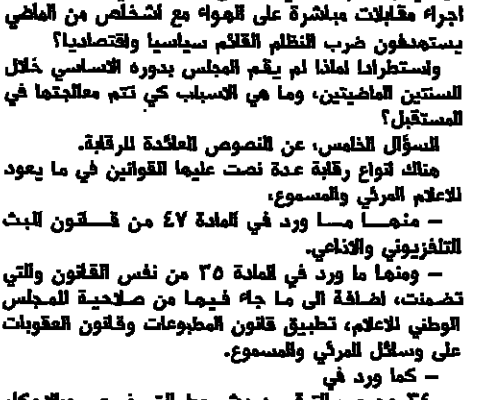 اجراء مقابلات مباشرة على الهواء مع اشخاص من الماضي
يستهدفون ضرب النظام القائم سياسيا واقتصاديا؟
واستطرادا لماذا لم يقم المجلس بدوره الاساسي خلال
السنتين الماضيتين، وما هي الاسباب كي تتم معالجتها في
المستقبل؟
السؤال الخامس، عن النصوص العائدة للرقابة.
هناك انواع رقابة عدة نصت عليها القوانين في ما يعود
للاعلام المرئي والمسموع،
– منهـــا مـــا ورد في المادة ٤٧ من قـــانون البث
التلفزيوني والاذاعي.
– ومنها ما ورد في المادة ٣٥ من نفس القانون والتي
تضمنت، اضافة الى ما جاء فيها من صلاحية للمجلس
الوطني للاعلام، تطبيق قانون المطبوعات وقانون العقوبات
على وسائل المرئي والمسموع.
– كما ورد في